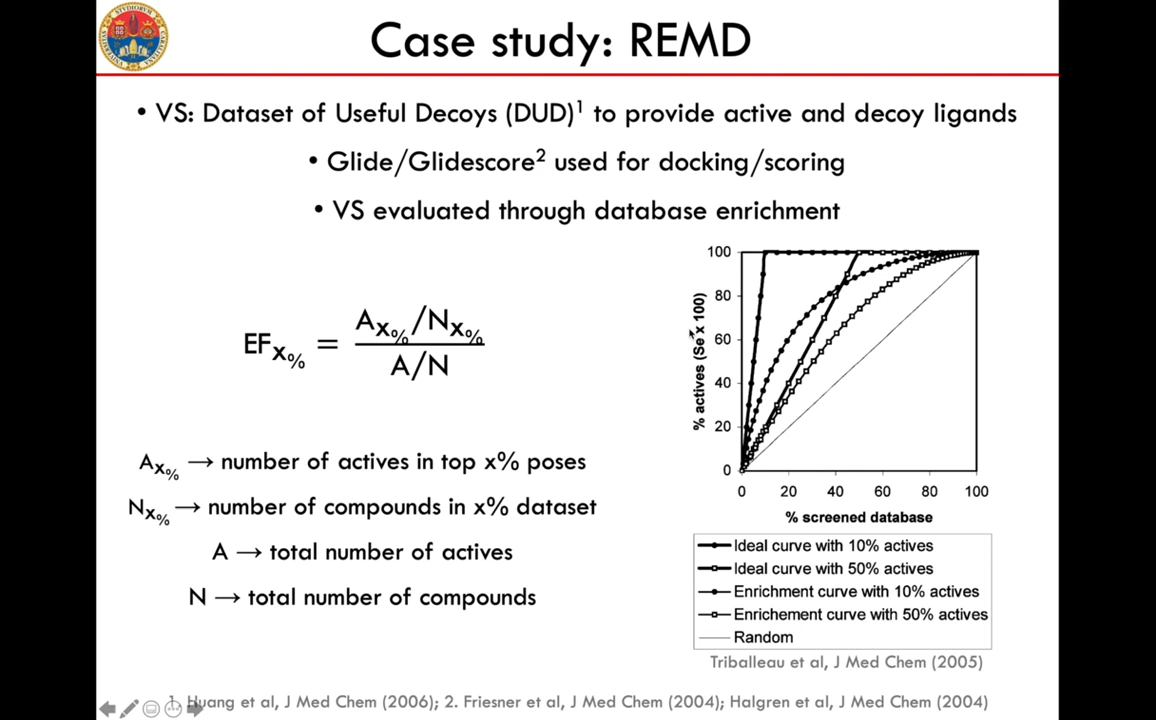 Case study: REMD
• VS: Dataset of Useful Decoys (DUD)¹ to provide active and decoy ligands
• Glide/Glidescore² used for docking/scoring
• VS evaluated through database enrichment
EFx% = Ax%/Nx%
A/N
Ax% → number of actives in top x% poses
Nx% → number of compounds in x% dataset
A → total number of actives
N → total number of compounds
% actives (Se x 100)
100
80
60
40
20
0
0 20 40 60 80 100
% screened database
Ideal curve with 10% actives
Ideal curve with 50% actives
Enrichment curve with 10% actives
Enrichement curve with 50% actives
Random
Triballeau et al, J Med Chem (2005)
1. Huang et al, J Med Chem (2006); 2. Friesner et al, J Med Chem (2004); Halgren et al, J Med Chem (2004)